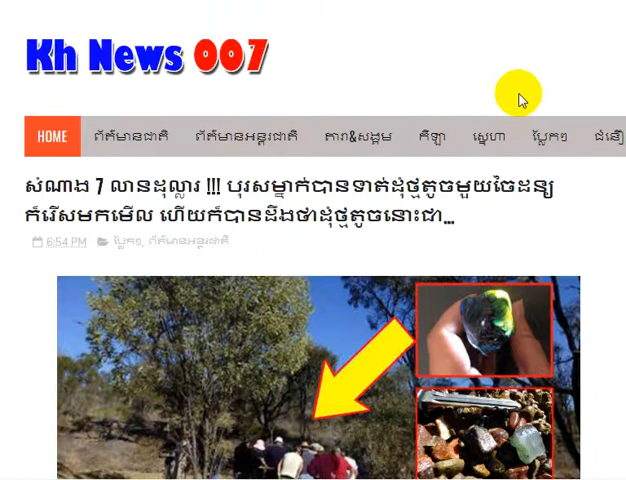 Kh News 007
HOME ព័ត៌មានជាតិ ព័ត៌មានអន្តរជាតិ តារា&សង្គម កីឡា ស្នេហា ប្លែកៗ ជំនឿ
សំណាង 7 លានដុល្លារ !!! បុរសម្នាក់បានទាត់ដុំថ្មតូចមួយចៃដន្យ
ក៏រើសមកមើល ហើយក៏បានដឹងថាដុំថ្មតូចនោះជា...
6:54 PM ប្លែកៗ, ព័ត៌មានអន្តរជាតិ